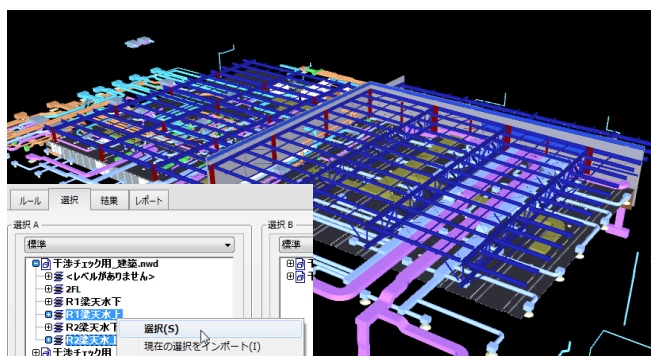 ルール 選択 結果 レポート
選択 A 選択 B
標準 標準
干渉チェック用_建築.nwd
<レベルがありません>
2FL
R1梁天水下
R1梁天水上
R2梁天水下
選択(S)
R2梁天水上
現在の選択をインポート(I)
干渉チェック用